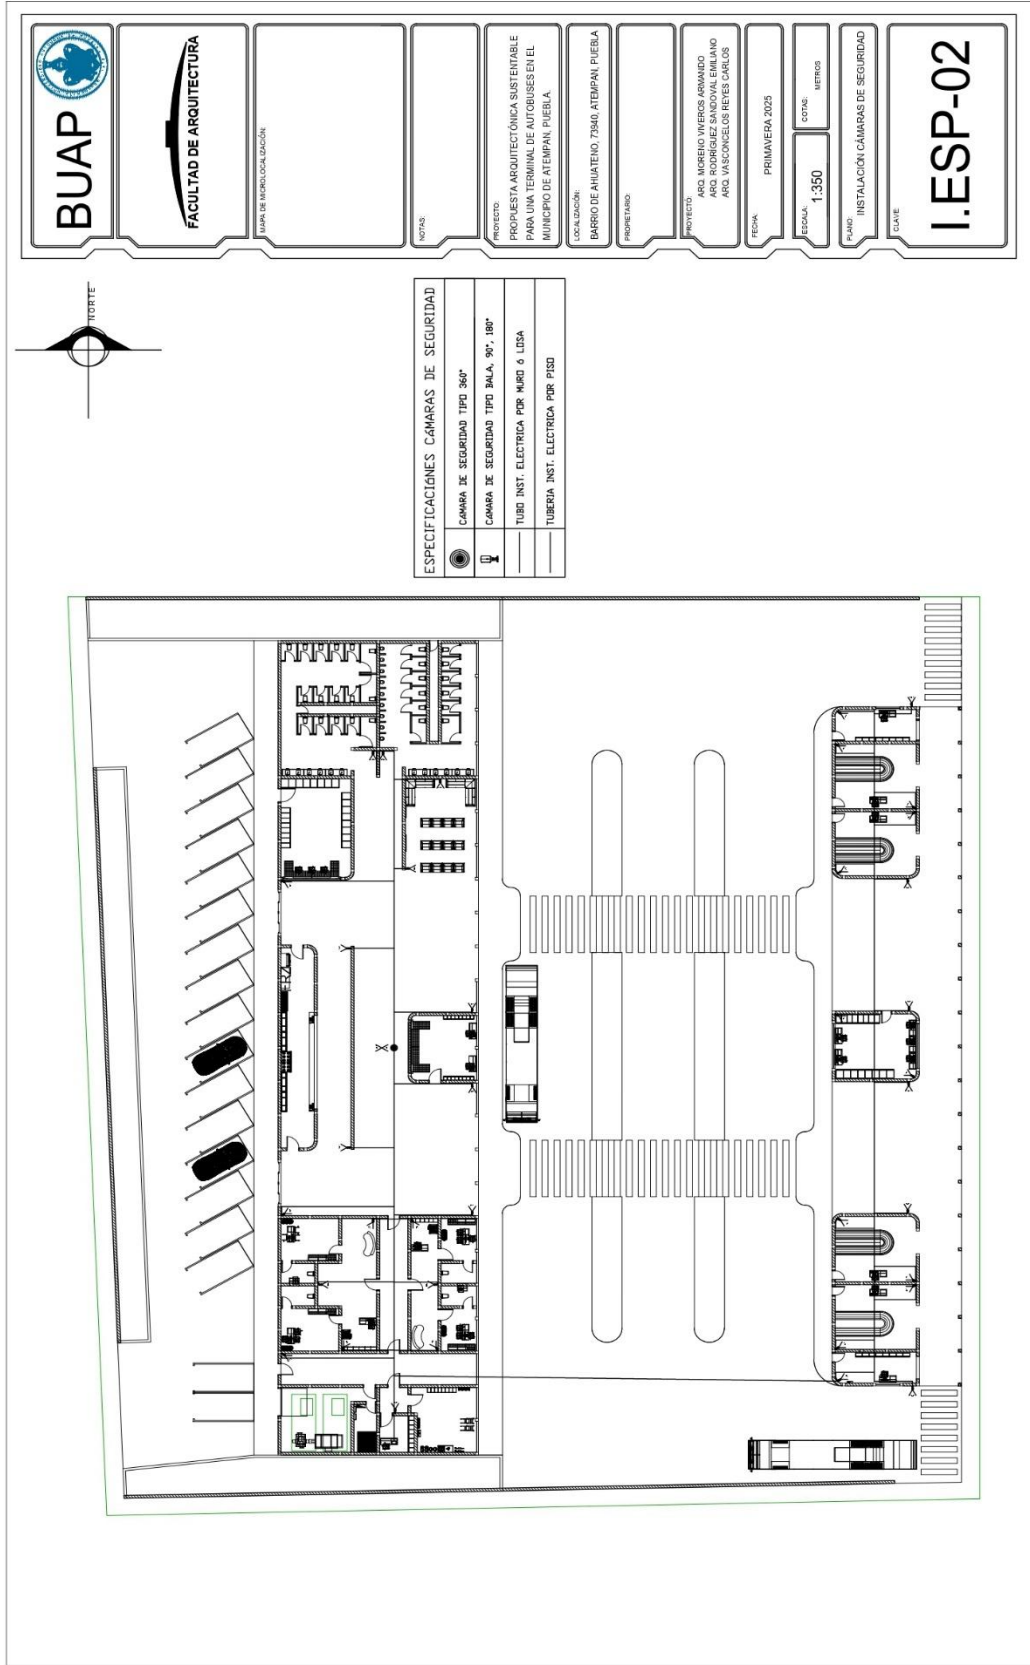 BUAP
FACULTAD DE ARQUITECTURA
MAPA DE MICROLOCALIZACIÓN:
NOTAS:
PROYECTO:
PROPUESTA ARQUITECTÓNICA SUSTENTABLE
PARA UNA TERMINAL DE AUTOBUSES EN EL
MUNICIPIO DE ATEMPAN, PUEBLA.
LOCALIZACIÓN:
BARRIO DE AHUATENO, 73940, ATEMPAN, PUEBLA
PROPIETARIO:
PROYECTÓ:
ARQ. MORENO VIVEROS ARMANDO
ARQ. RODRÍGUEZ SANDOVAL EMILIANO
ARQ. VASCONCELOS REYES CARLOS
FECHA:
PRIMAVERA 2025
ESCALA:
1:350
COTAS:
METROS
PLANO:
INSTALACIÓN CÁMARAS DE SEGURIDAD
CLAVE:
I.ESP-02
NORTE
ESPECIFICACIÓNES CÁMARAS DE SEGURIDAD
CÁMARA DE SEGURIDAD TIPO 360°
CÁMARA DE SEGURIDAD TIPO BALA, 90°, 180°
TUBO INST. ELECTRICA POR MURO ó LOSA
TUBERIA INST. ELECTRICA POR PISO